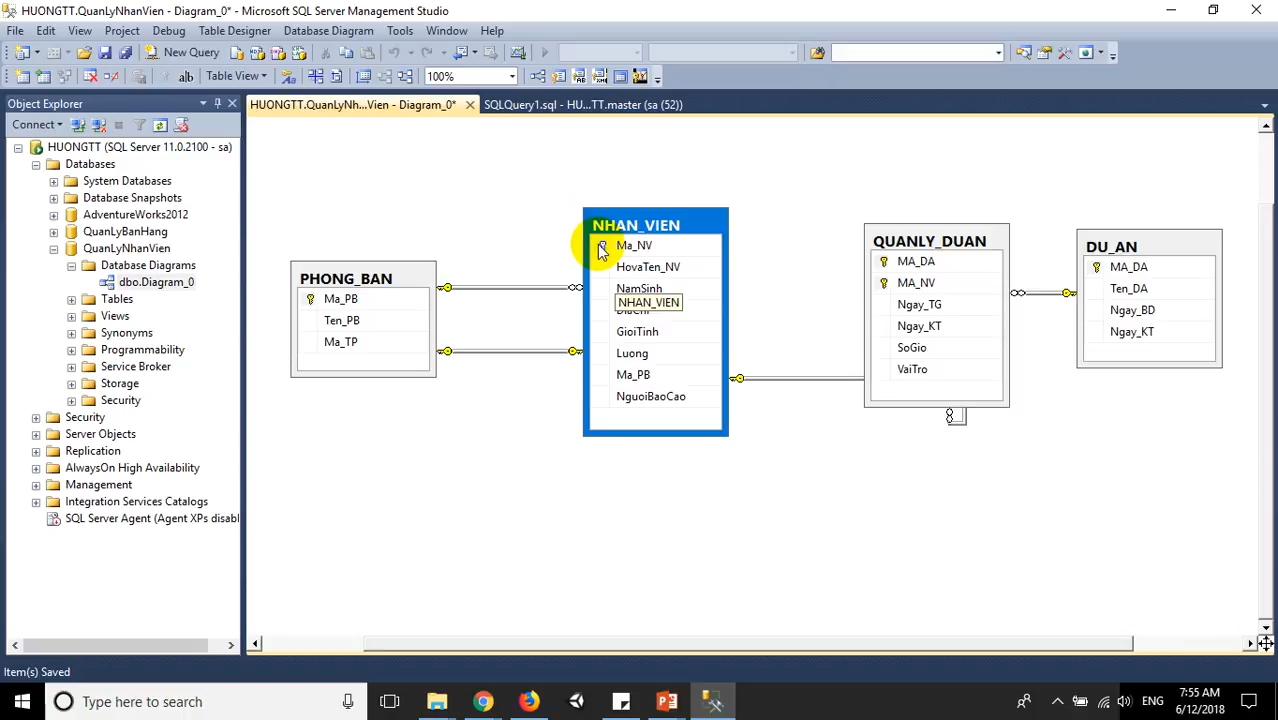 HUONGTT.QuanLyNhanVien - Diagram_0* - Microsoft SQL Server Management Studio
File Edit View Project Debug Table Designer Database Diagram Tools Window Help
New Query
Table View 100%
Object Explorer
HUONGTT.QuanLyNh...Vien - Diagram_0*
SQLQuery1.sql - HU...TT.master (sa (52))
Connect
HUONGTT (SQL Server 11.0.2100 - sa)
Databases
System Databases
Database Snapshots
AdventureWorks2012
QuanLyBanHang
QuanLyNhanVien
Database Diagrams
dbo.Diagram_0
Tables
Views
Synonyms
Programmability
Service Broker
Storage
Security
Security
Server Objects
Replication
AlwaysOn High Availability
Management
Integration Services Catalogs
SQL Server Agent (Agent XPs disabl
PHONG_BAN
Ma_PB
Ten_PB
Ma_TP
NHAN_VIEN
Ma_NV
HovaTen_NV
NamSinh
NHAN_VIEN
GioiTinh
Luong
Ma_PB
NguoiBaoCao
QUANLY_DUAN
MA_DA
MA_NV
Ngay_TG
Ngay_KT
SoGio
VaiTro
DU_AN
MA_DA
Ten_DA
Ngay_BD
Ngay_KT
Item(s) Saved
Type here to search
ENG
7:55 AM
6/12/2018